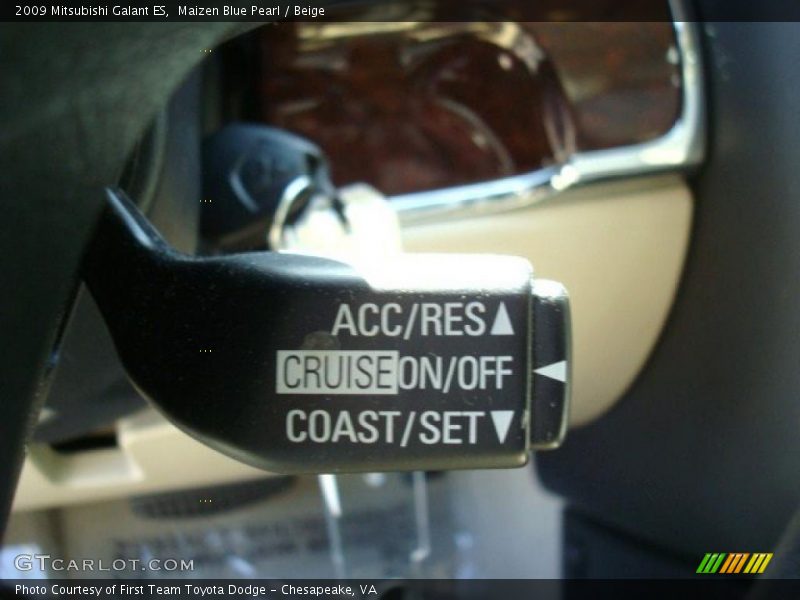 2009 Mitsubishi Galant ES,  Maizen Blue Pearl / Beige
ACC/RES▲
CRUISE ON/OFF ◀
COAST/SET▼
GTCARLOT.COM
Photo Courtesy of First Team Toyota Dodge - Chesapeake, VA